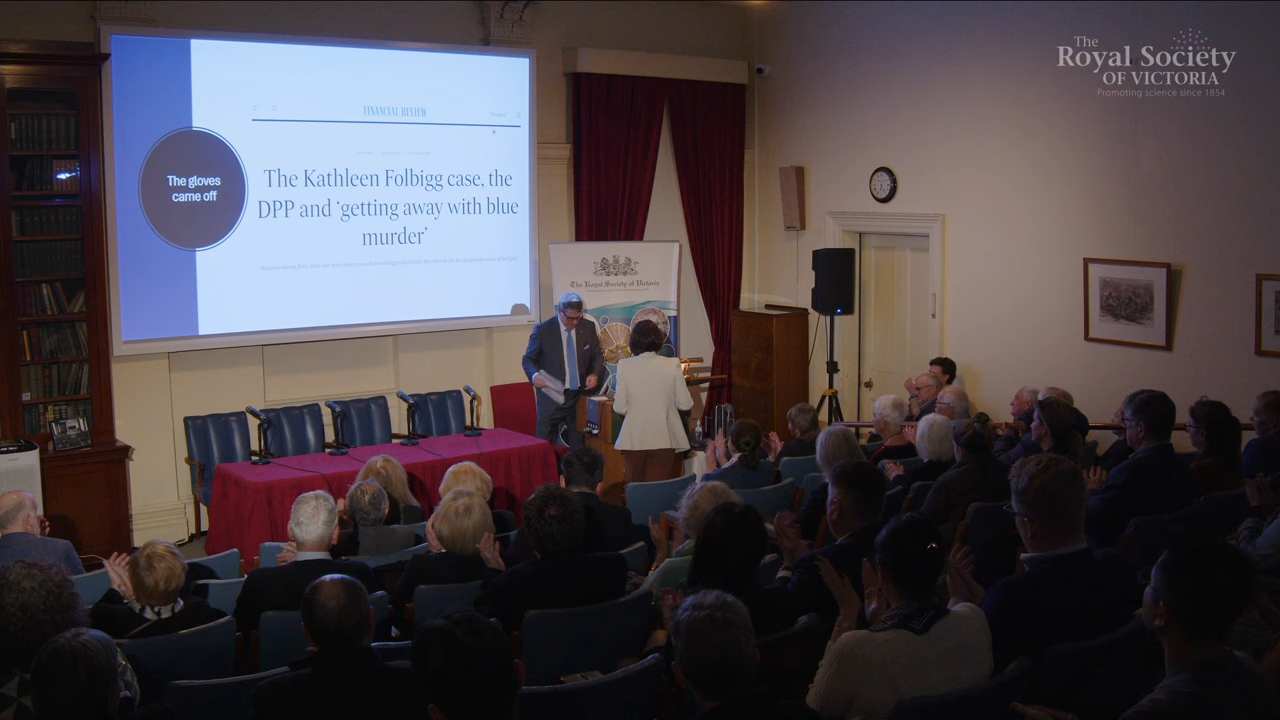 The
Royal Society
OF VICTORIA
Promoting science since 1854
FINANCIAL REVIEW
The gloves
came off
The Kathleen Folbigg case, the
DPP and ‘getting away with blue
murder’
The Royal Society of Victoria